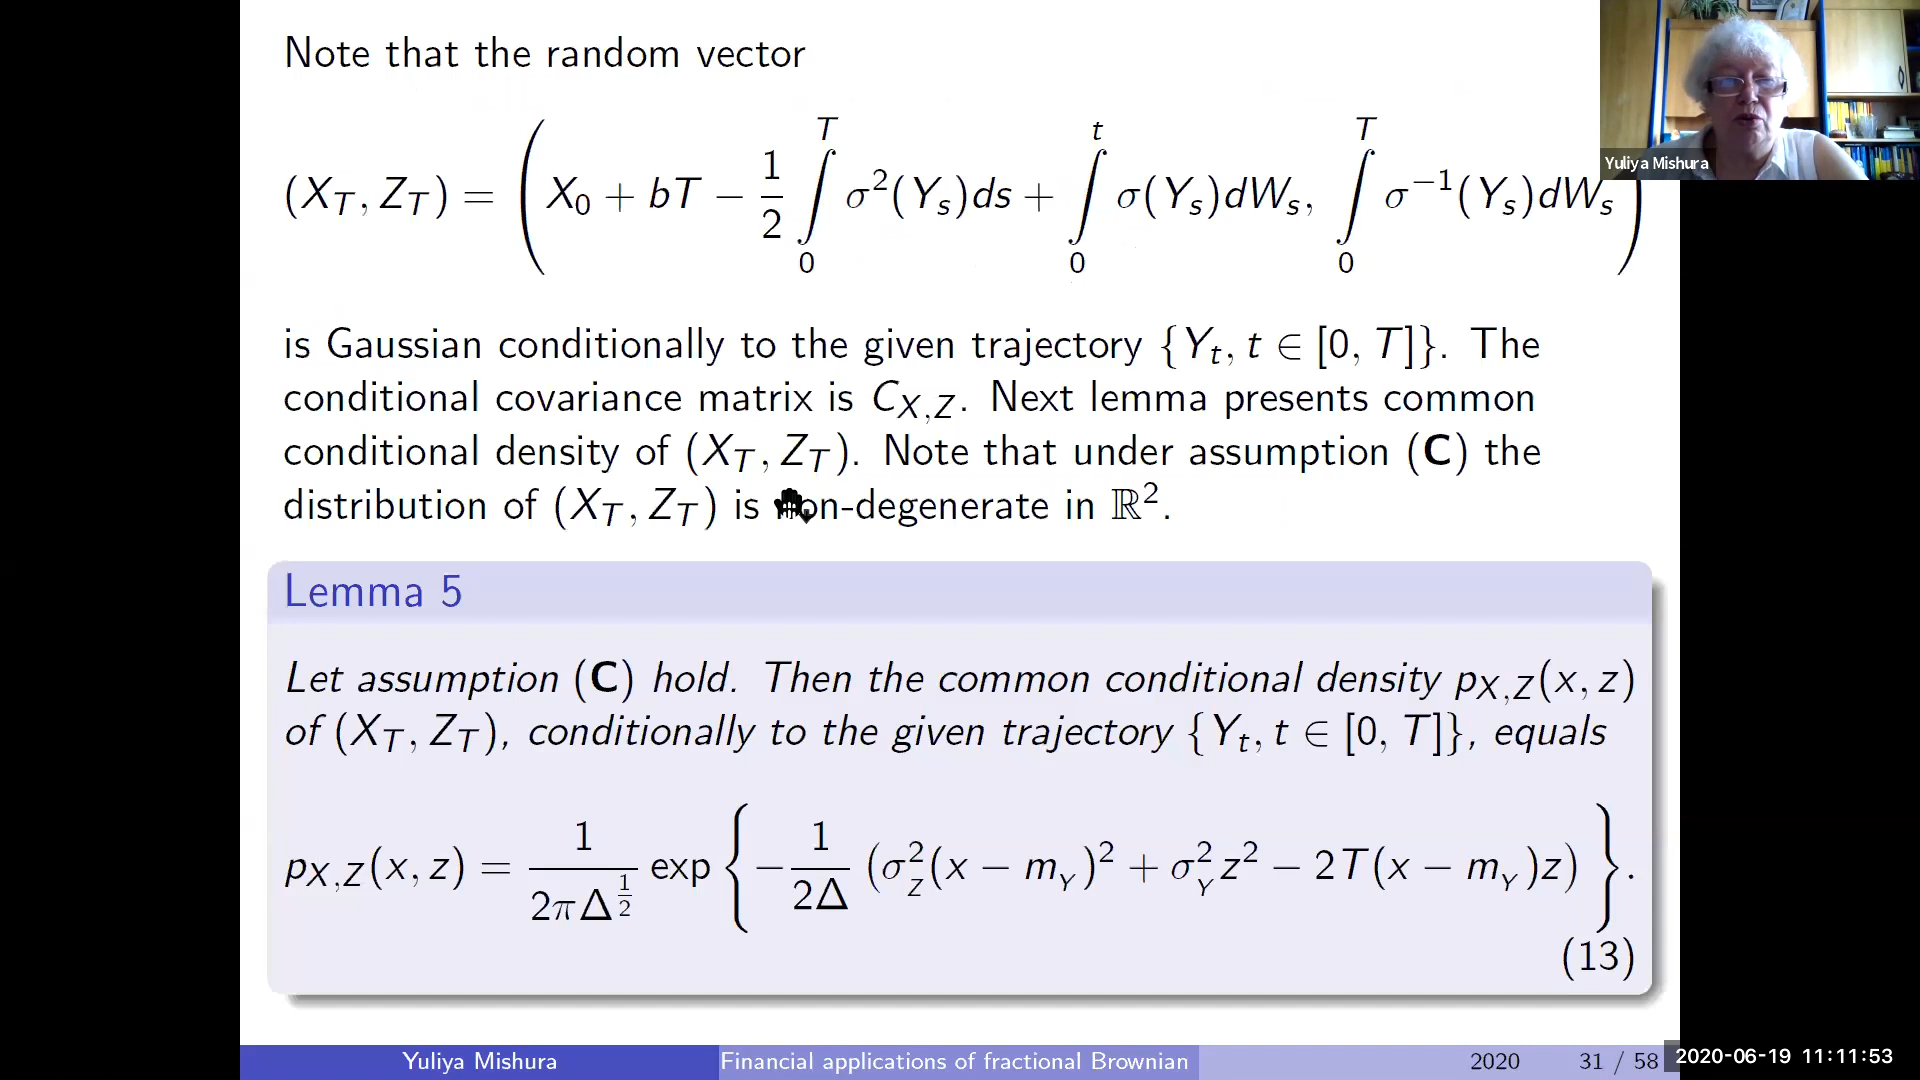 Note that the random vector
(X_T, Z_T) = ( X_0 + bT − 1/2 ∫_0^T σ^2(Y_s)ds + ∫_0^t σ(Y_s)dW_s, ∫_0^T σ^{−1}(Y_s)dW_s )
Yuliya Mishura
is Gaussian conditionally to the given trajectory {Y_t, t ∈ [0, T]}. The
conditional covariance matrix is C_{X,Z}. Next lemma presents common
conditional density of (X_T, Z_T). Note that under assumption (C) the
distribution of (X_T, Z_T) is non-degenerate in ℝ^2.
Lemma 5
Let assumption (C) hold. Then the common conditional density p_{X,Z}(x, z)
of (X_T, Z_T), conditionally to the given trajectory {Y_t, t ∈ [0, T]}, equals
p_{X,Z}(x, z) = 1/(2πΔ^{1/2}) exp { −1/(2Δ) (σ_Z^2(x − m_Y)^2 + σ_Y^2 z^2 − 2T(x − m_Y)z) }.
(13)
Yuliya Mishura Financial applications of fractional Brownian 2020 31 / 58
2020-06-19 11:11:53